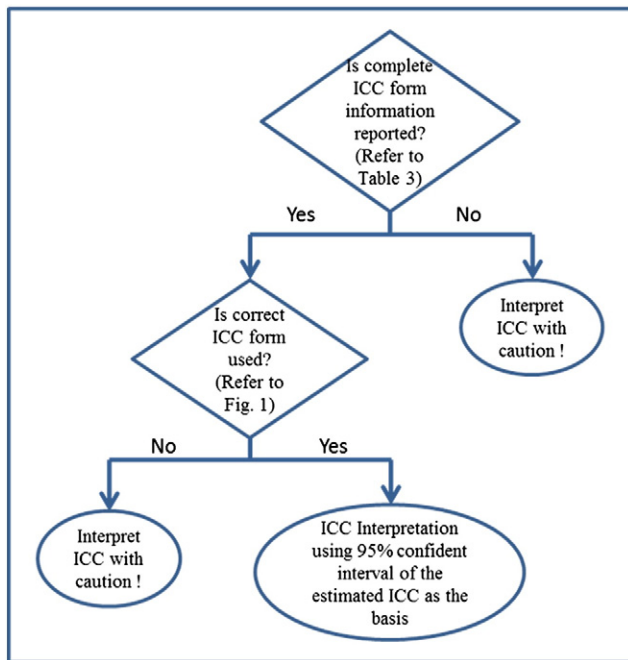 Is complete
ICC form
information
reported?
(Refer to
Table 3)
Yes
No
Is correct
ICC form
used?
(Refer to
Fig. 1)
Interpret
ICC with
caution !
No
Yes
Interpret
ICC with
caution !
ICC Interpretation
using 95% confident
interval of the
estimated ICC as the
basis